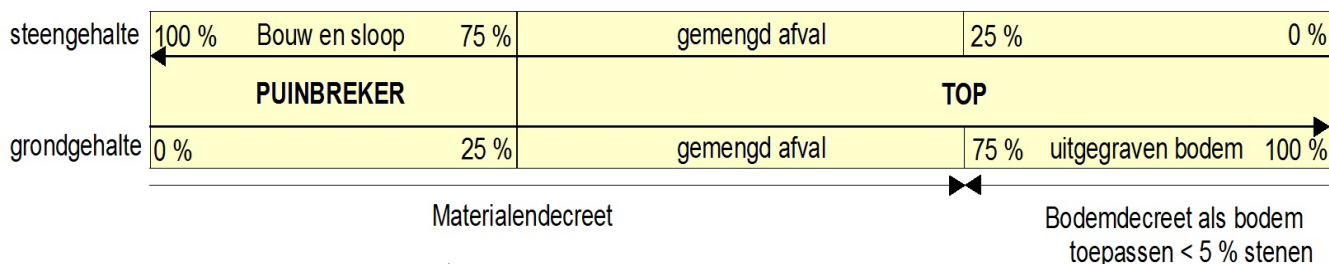 steengehalte 100 % Bouw en sloop 75 % gemengd afval 25 % 0 %
PUINBREKER TOP
grondgehalte 0 % 25 % gemengd afval 75 % uitgegraven bodem 100 %
Materialendecreet Bodemdecreet als bodem
toepassen < 5 % stenen